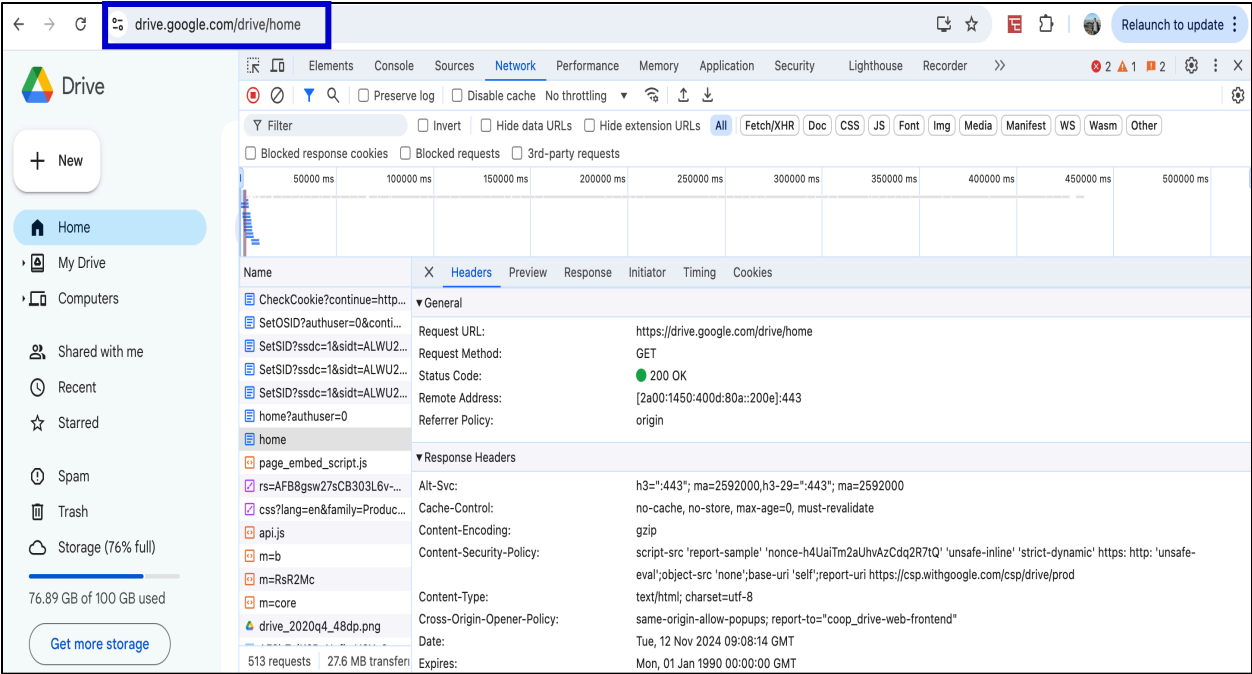 drive.google.com/drive/home
Relaunch to update
Drive
New
Home
My Drive
Computers
Shared with me
Recent
Starred
Spam
Trash
Storage (76% full)
76.89 GB of 100 GB used
Get more storage
Elements Console Sources Network Performance Memory Application Security Lighthouse Recorder 2 1 2
Preserve log Disable cache No throttling
Filter Invert Hide data URLs Hide extension URLs All Fetch/XHR Doc CSS JS Font Img Media Manifest WS Wasm Other
Blocked response cookies Blocked requests 3rd-party requests
50000 ms 100000 ms 150000 ms 200000 ms 250000 ms 300000 ms 350000 ms 400000 ms 450000 ms 500000 ms
Name
CheckCookie?continue=http...
SetOSID?authuser=0&conti...
SetSID?ssdc=1&sidt=ALWU2...
SetSID?ssdc=1&sidt=ALWU2...
SetSID?ssdc=1&sidt=ALWU2...
home?authuser=0
home
page_embed_script.js
rs=AFB8gsw27sCB303L6v-...
css?lang=en&family=Produc...
api.js
m=b
m=RsR2Mc
m=core
drive_2020q4_48dp.png
513 requests 27.6 MB transferr
Headers Preview Response Initiator Timing Cookies
General
Request URL: https://drive.google.com/drive/home
Request Method: GET
Status Code: 200 OK
Remote Address: [2a00:1450:400d:80a::200e]:443
Referrer Policy: origin
Response Headers
Alt-Svc: h3=":443"; ma=2592000,h3-29=":443"; ma=2592000
Cache-Control: no-cache, no-store, max-age=0, must-revalidate
Content-Encoding: gzip
Content-Security-Policy: script-src 'report-sample' 'nonce-h4UaiTm2aUhvAzCdq2R7tQ' 'unsafe-inline' 'strict-dynamic' https: http: 'unsafe-
eval';object-src 'none';base-uri 'self';report-uri https://csp.withgoogle.com/csp/drive/prod
Content-Type: text/html; charset=utf-8
Cross-Origin-Opener-Policy: same-origin-allow-popups; report-to="coop_drive-web-frontend"
Date: Tue, 12 Nov 2024 09:08:14 GMT
Expires: Mon, 01 Jan 1990 00:00:00 GMT